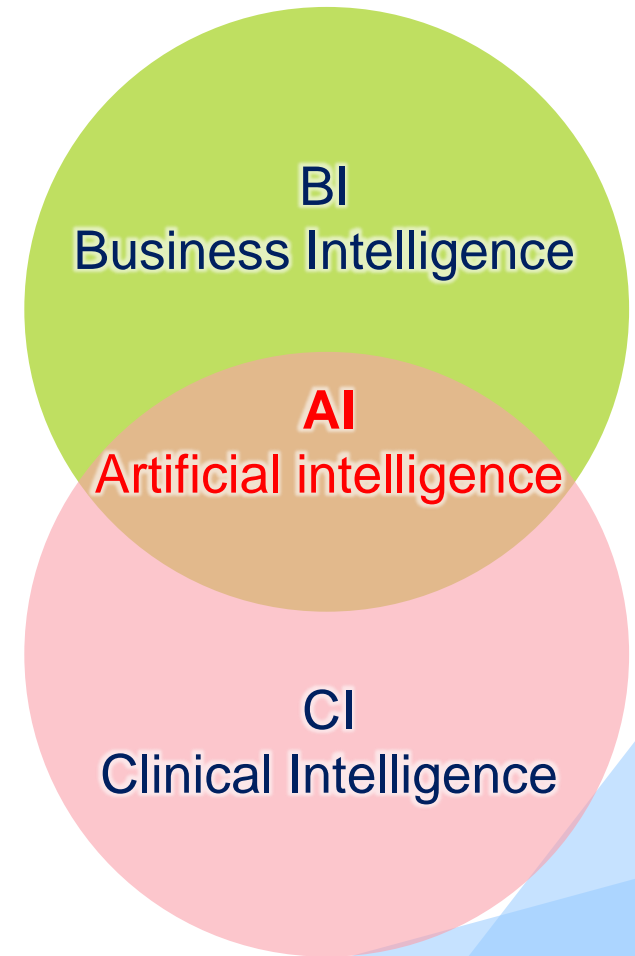 BI
Business Intelligence
AI
Artificial intelligence
CI
Clinical Intelligence